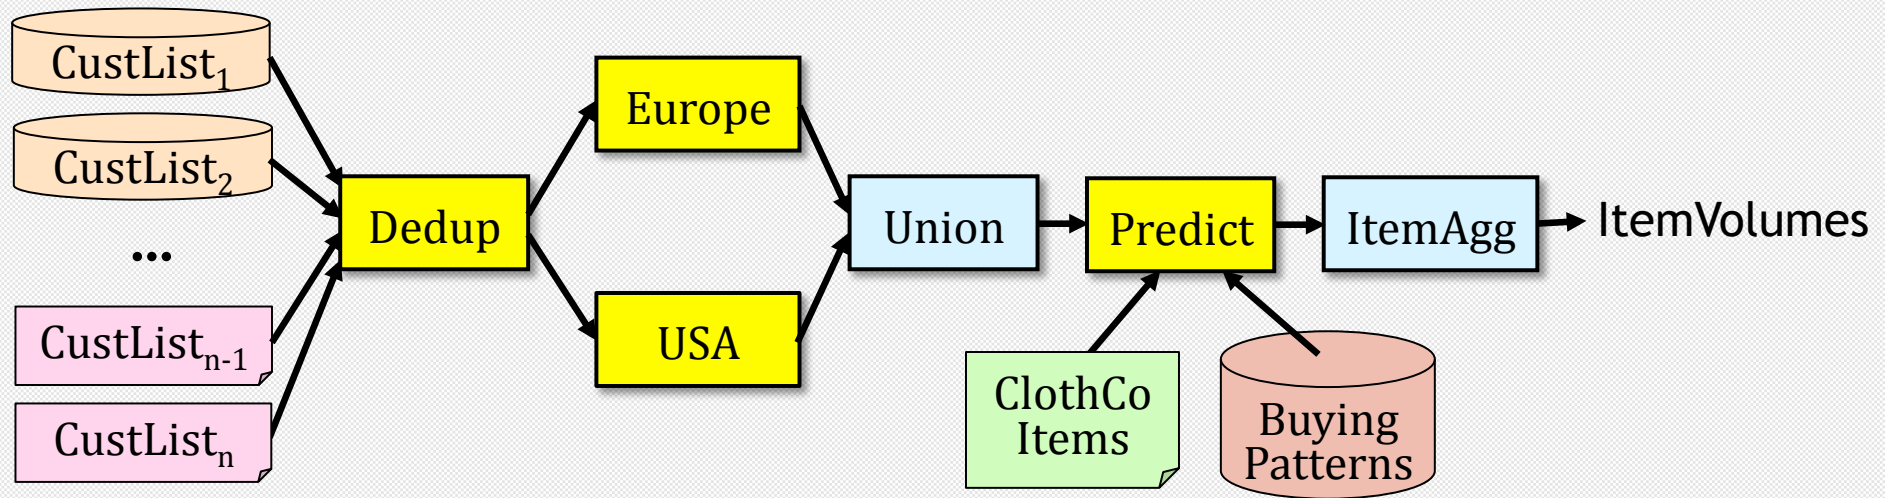 CustList1
CustList2
...
CustListn-1
CustListn
Dedup
Europe
USA
Union
Predict
ItemAgg
ItemVolumes
ClothCo
Items
Buying
Patterns